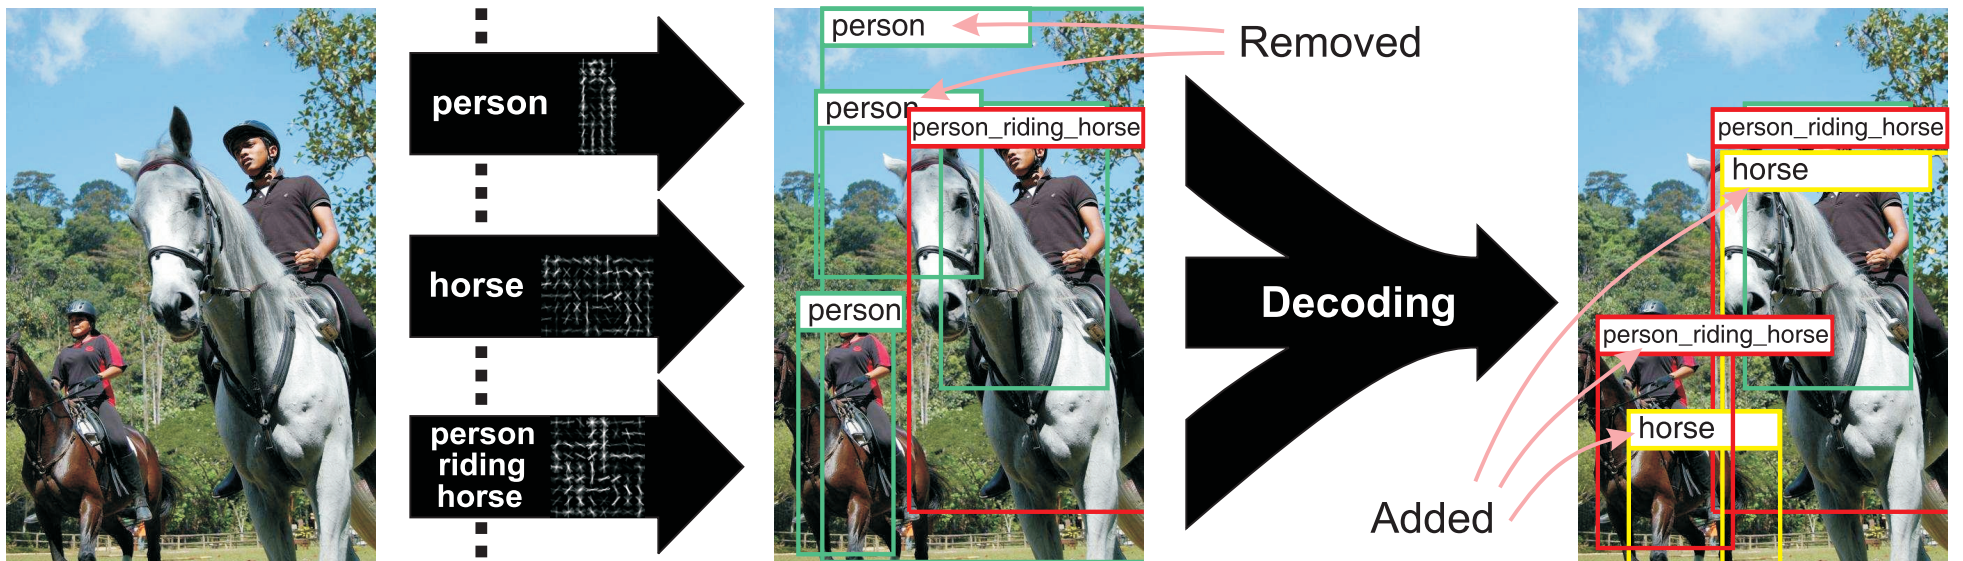 person
horse
person
riding
horse
person
person
person_riding_horse
person
Removed
Decoding
Added
person_riding_horse
horse
person_riding_horse
horse